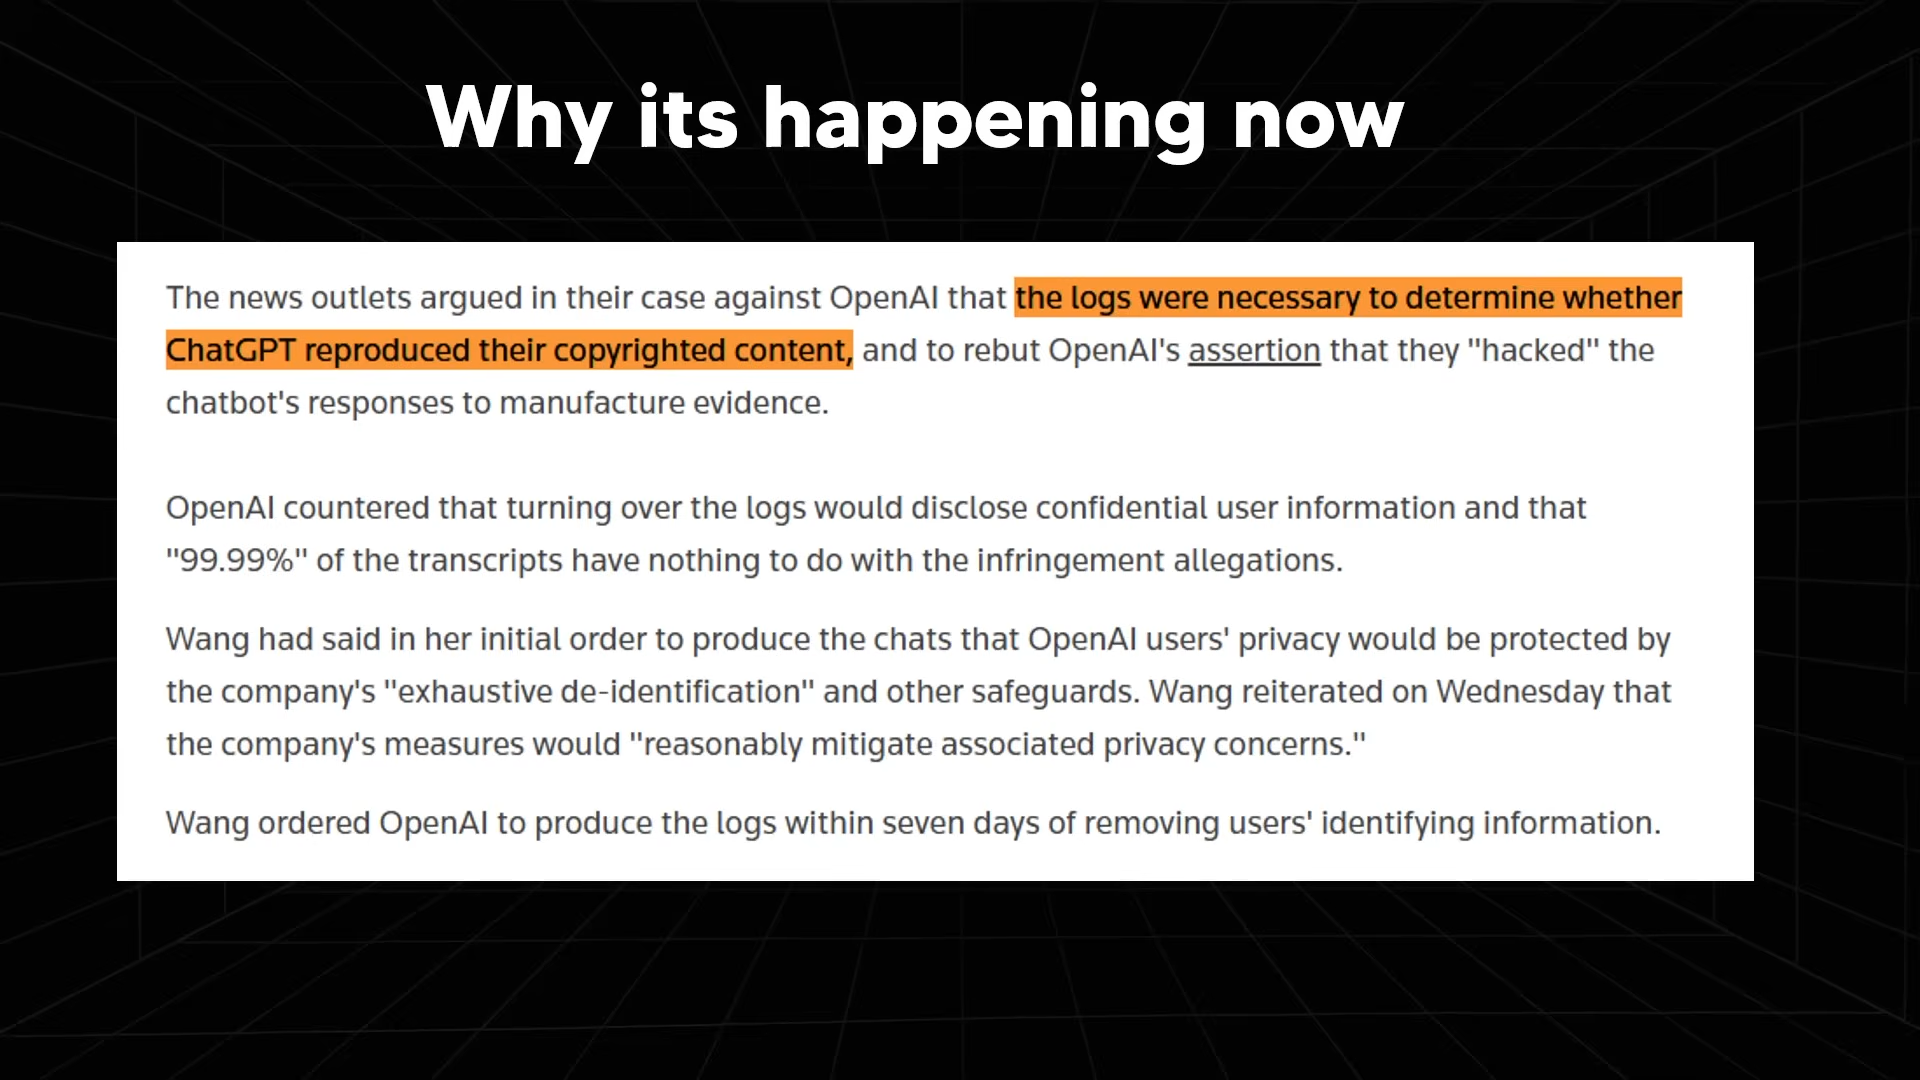 Why its happening now
The news outlets argued in their case against OpenAI that the logs were necessary to determine whether
ChatGPT reproduced their copyrighted content, and to rebut OpenAI's assertion that they "hacked" the
chatbot's responses to manufacture evidence.
OpenAI countered that turning over the logs would disclose confidential user information and that
"99.99%" of the transcripts have nothing to do with the infringement allegations.
Wang had said in her initial order to produce the chats that OpenAI users' privacy would be protected by
the company's "exhaustive de-identification" and other safeguards. Wang reiterated on Wednesday that
the company's measures would "reasonably mitigate associated privacy concerns."
Wang ordered OpenAI to produce the logs within seven days of removing users' identifying information.